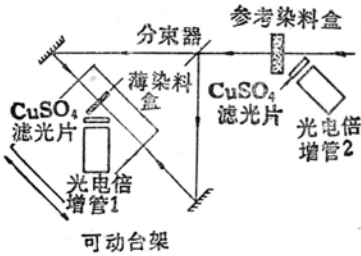 参考染料盒
分束器
薄染料
盒
CuSO₄
滤光片
CuSO₄
滤光片
光电倍
增管2
光电倍
增管1
可动台架